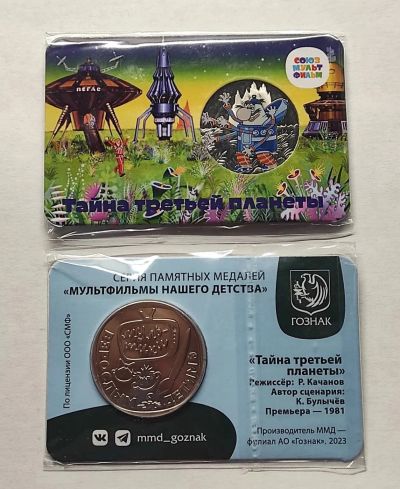 СОЮЗ
МУЛЬТ
ФИЛЬМ
ПЕГАС
Тайна третьей планеты
СЕРИЯ ПАМЯТНЫХ МЕДАЛЕЙ
«МУЛЬТФИЛЬМЫ НАШЕГО ДЕТСТВА»
ГОЗНАК
По лицензии ООО «СМФ»
«Тайна третьей
планеты»
Режиссёр: Р. Качанов
Автор сценария:
К. Булычёв
Премьера — 1981
Производитель ММД —
филиал АО «Гознак», 2023
mmd_goznak